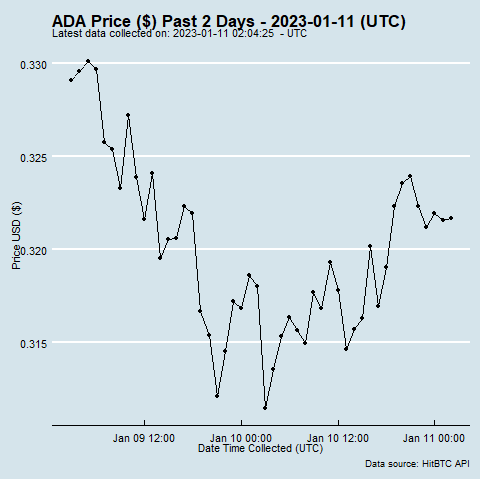 ADA Price ($) Past 2 Days - 2023-01-11 (UTC)
Latest data collected on: 2023-01-11 02:04:25 - UTC
0.330
0.325
0.320
0.315
Price USD ($)
Jan 09 12:00 Jan 10 00:00 Jan 10 12:00 Jan 11 00:00
Date Time Collected (UTC)
Data source: HitBTC API